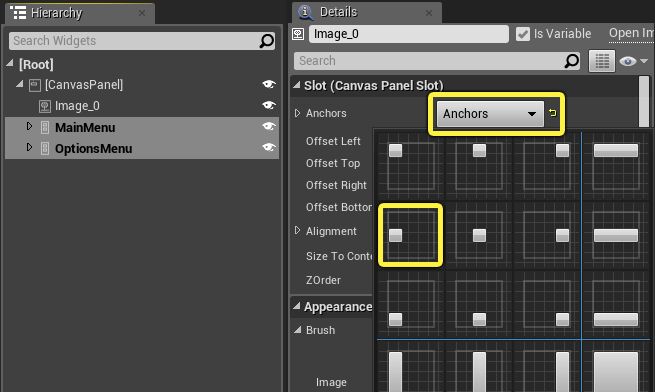 Hierarchy
Search Widgets
[Root]
[CanvasPanel]
Image_0
MainMenu
OptionsMenu
Details
Image_0
Is Variable
Open Im
Search
Slot (Canvas Panel Slot)
Anchors
Anchors
Offset Left
Offset Top
Offset Right
Offset Bottom
Alignment
Size To Conte
ZOrder
Appearance
Brush
Image